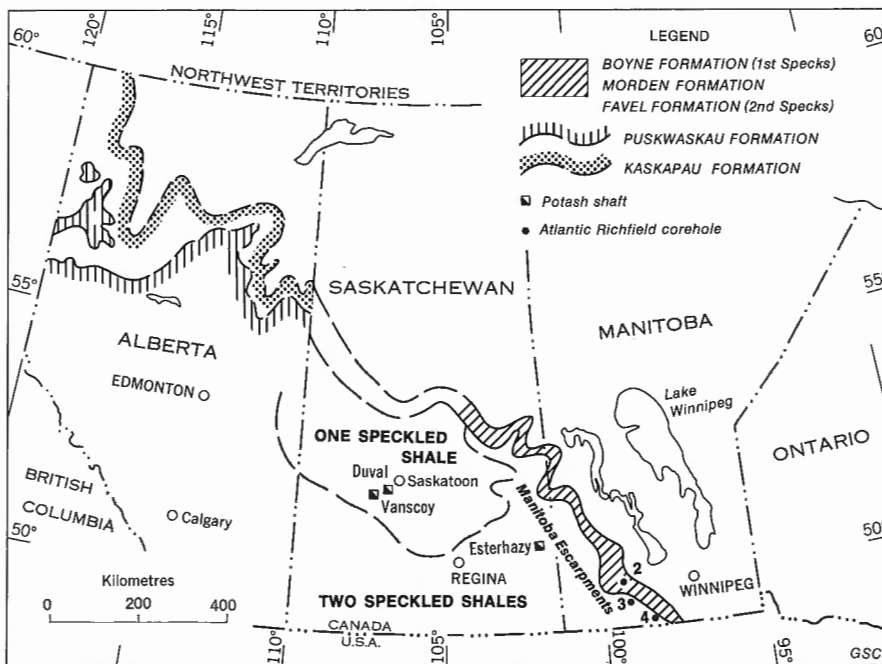 120°
115°
110°
105°
60°
60°
NORTHWEST TERRITORIES
LEGEND
BOYNE FORMATION (1st Specks)
MORDEN FORMATION
FAVEL FORMATION (2nd Specks)
PUSKWASKAU FORMATION
KASKAPAU FORMATION
Potash shaft
Atlantic Richfield corehole
55°
55°
SASKATCHEWAN
MANITOBA
ALBERTA
EDMONTON
Lake
Winnipeg
ONTARIO
ONE SPECKLED
SHALE
Duval
Saskatoon
Vanscoy
BRITISH
COLUMBIA
Calgary
50°
50°
Manitoba Escarpments
Esterhazy
REGINA
WINNIPEG
2
3
4
Kilometres
0 200 400
TWO SPECKLED SHALES
CANADA
U.S.A.
110°
105°
100°
95°
GSC